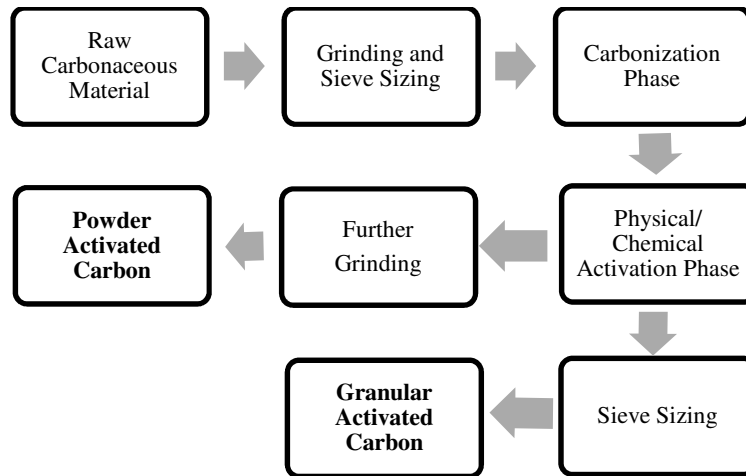 Raw
Carbonaceous
Material
Grinding and
Sieve Sizing
Carbonization
Phase
Powder
Activated
Carbon
Further
Grinding
Physical/
Chemical
Activation Phase
Granular
Activated
Carbon
Sieve Sizing